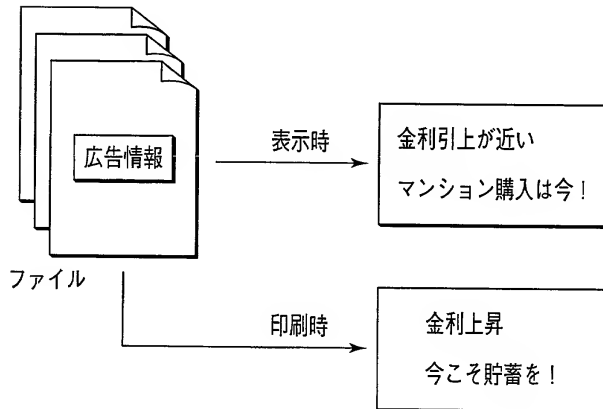 広告情報
ファイル
表示時
金利引上が近い
マンション購入は今！
印刷時
金利上昇
今こそ貯蓄を！